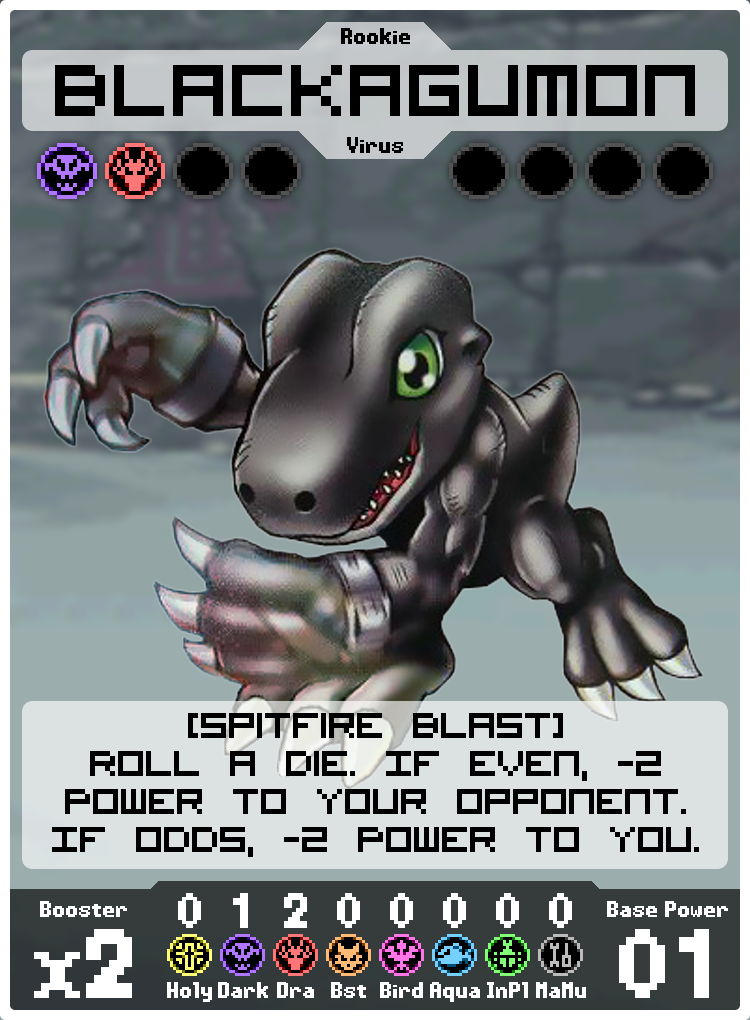 Rookie
BLACKAGUMON
Virus
[SPITFIRE BLAST]
ROLL A DIE. IF EVEN, -2
POWER TO YOUR OPPONENT.
IF ODDS, -2 POWER TO YOU.
Booster 0 1 2 0 0 0 0 0 Base Power
x2 01
Holy Dark Dra Bst Bird Aqua InPl MaMu